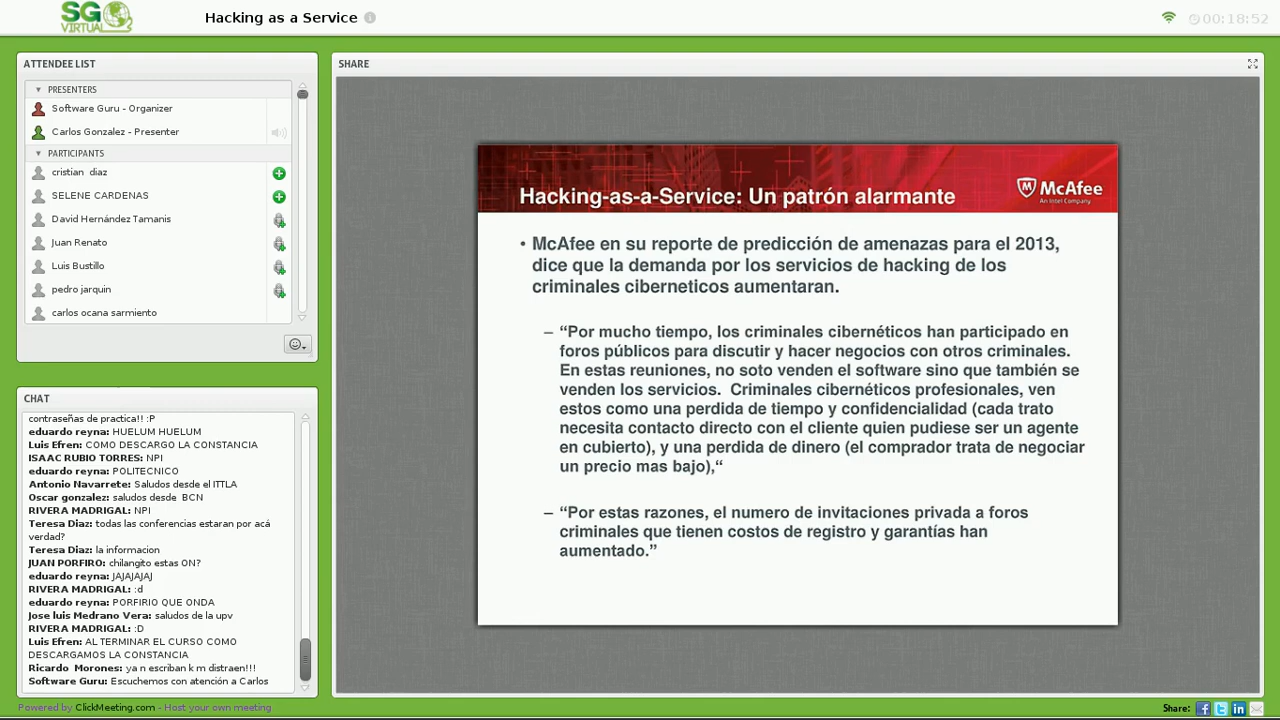 SG
VIRTUAL
Hacking as a Service
00:18:52
ATTENDEE LIST
PRESENTERS
Software Guru - Organizer
Carlos Gonzalez - Presenter
PARTICIPANTS
cristian diaz
SELENE CARDENAS
David Hernández Tamanis
Juan Renato
Luis Bustillo
pedro jarquin
carlos ocana sarmiento
CHAT
contraseñas de practica!! :P
eduardo reyna: HUELUM HUELUM
Luis Efren: COMO DESCARGO LA CONSTANCIA
ISAAC RUBIO TORRES: NPI
eduardo reyna: POLITECNICO
Antonio Navarrete: Saludos desde el ITTLA
Oscar gonzalez: saludos desde BCN
RIVERA MADRIGAL: NPI
Teresa Diaz: todas las conferencias estaran por acá
verdad?
Teresa Diaz: la informacion
JUAN PORFIRO: chilangito estas ON?
eduardo reyna: JAJAJAJAJ
RIVERA MADRIGAL: :d
eduardo reyna: PORFIRIO QUE ONDA
Jose luis Medrano Vera: saludos de la upv
RIVERA MADRIGAL: :D
Luis Efren: AL TERMINAR EL CURSO COMO
DESCARGAMOS LA CONSTANCIA
Ricardo Morones: ya n escriban k m distraen!!!
Software Guru: Escuchemos con atención a Carlos
SHARE
Hacking-as-a-Service: Un patrón alarmante
McAfee
An Intel Company
• McAfee en su reporte de predicción de amenazas para el 2013,
dice que la demanda por los servicios de hacking de los
criminales ciberneticos aumentaran.
– “Por mucho tiempo, los criminales cibernéticos han participado en
foros públicos para discutir y hacer negocios con otros criminales.
En estas reuniones, no soto venden el software sino que también se
venden los servicios. Criminales cibernéticos profesionales, ven
estos como una perdida de tiempo y confidencialidad (cada trato
necesita contacto directo con el cliente quien pudiese ser un agente
en cubierto), y una perdida de dinero (el comprador trata de negociar
un precio mas bajo),“
– “Por estas razones, el numero de invitaciones privada a foros
criminales que tienen costos de registro y garantías han
aumentado.”
Powered by ClickMeeting.com - Host your own meeting
Share: